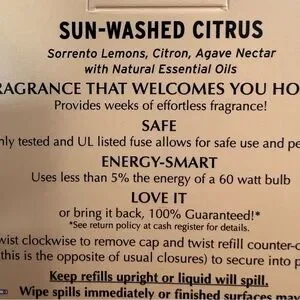 SUN-WASHED CITRUS
Sorrento Lemons, Citron, Agave Nectar
with Natural Essential Oils
RAGRANCE THAT WELCOMES YOU HO
Provides weeks of effortless fragrance!
SAFE
nly tested and UL listed fuse allows for safe use and pe
ENERGY-SMART
Uses less than 5% the energy of a 60 watt bulb
LOVE IT
or bring it back, 100% Guaranteed!*
*See return policy at cash register for details.
wist clockwise to remove cap and twist refill counter-c
this is the opposite of usual closures) to secure into p
Keep refills upright or liquid will spill.
Wipe spills immediately or finished surfaces may